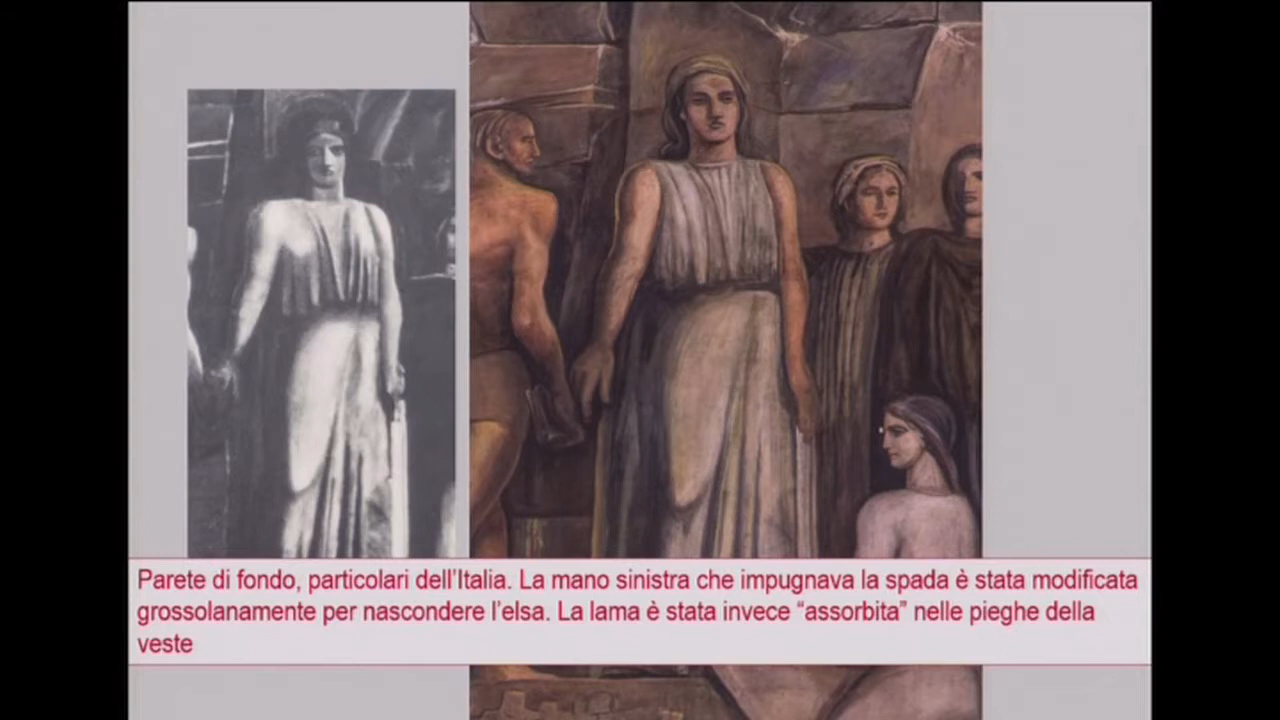 Parete di fondo, particolari dell’Italia. La mano sinistra che impugnava la spada è stata modificata
grossolanamente per nascondere l’elsa. La lama è stata invece “assorbita” nelle pieghe della
veste